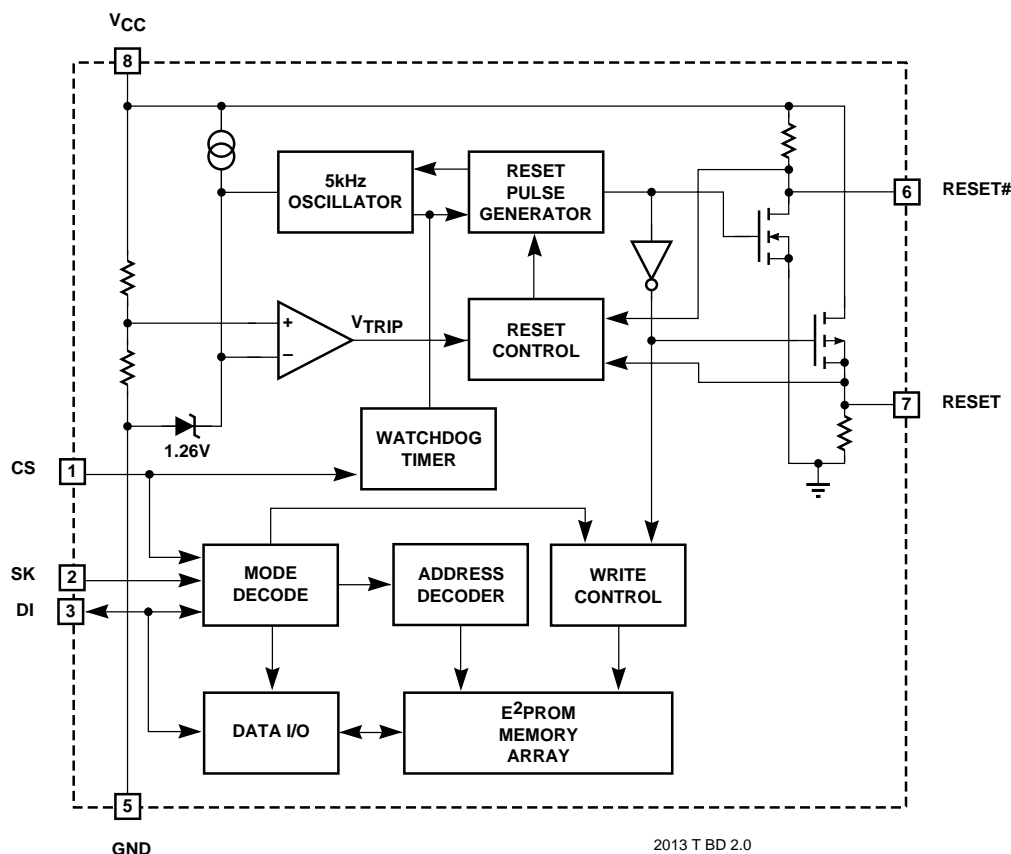 VCC
8
5kHz
OSCILLATOR
RESET
PULSE
GENERATOR
6
RESET#
+
−
VTRIP
RESET
CONTROL
1.26V
7
RESET
WATCHDOG
TIMER
CS
1
SK
2
DI
3
MODE
DECODE
ADDRESS
DECODER
WRITE
CONTROL
DATA I/O
E2PROM
MEMORY
ARRAY
5
GND
2013 T BD 2.0